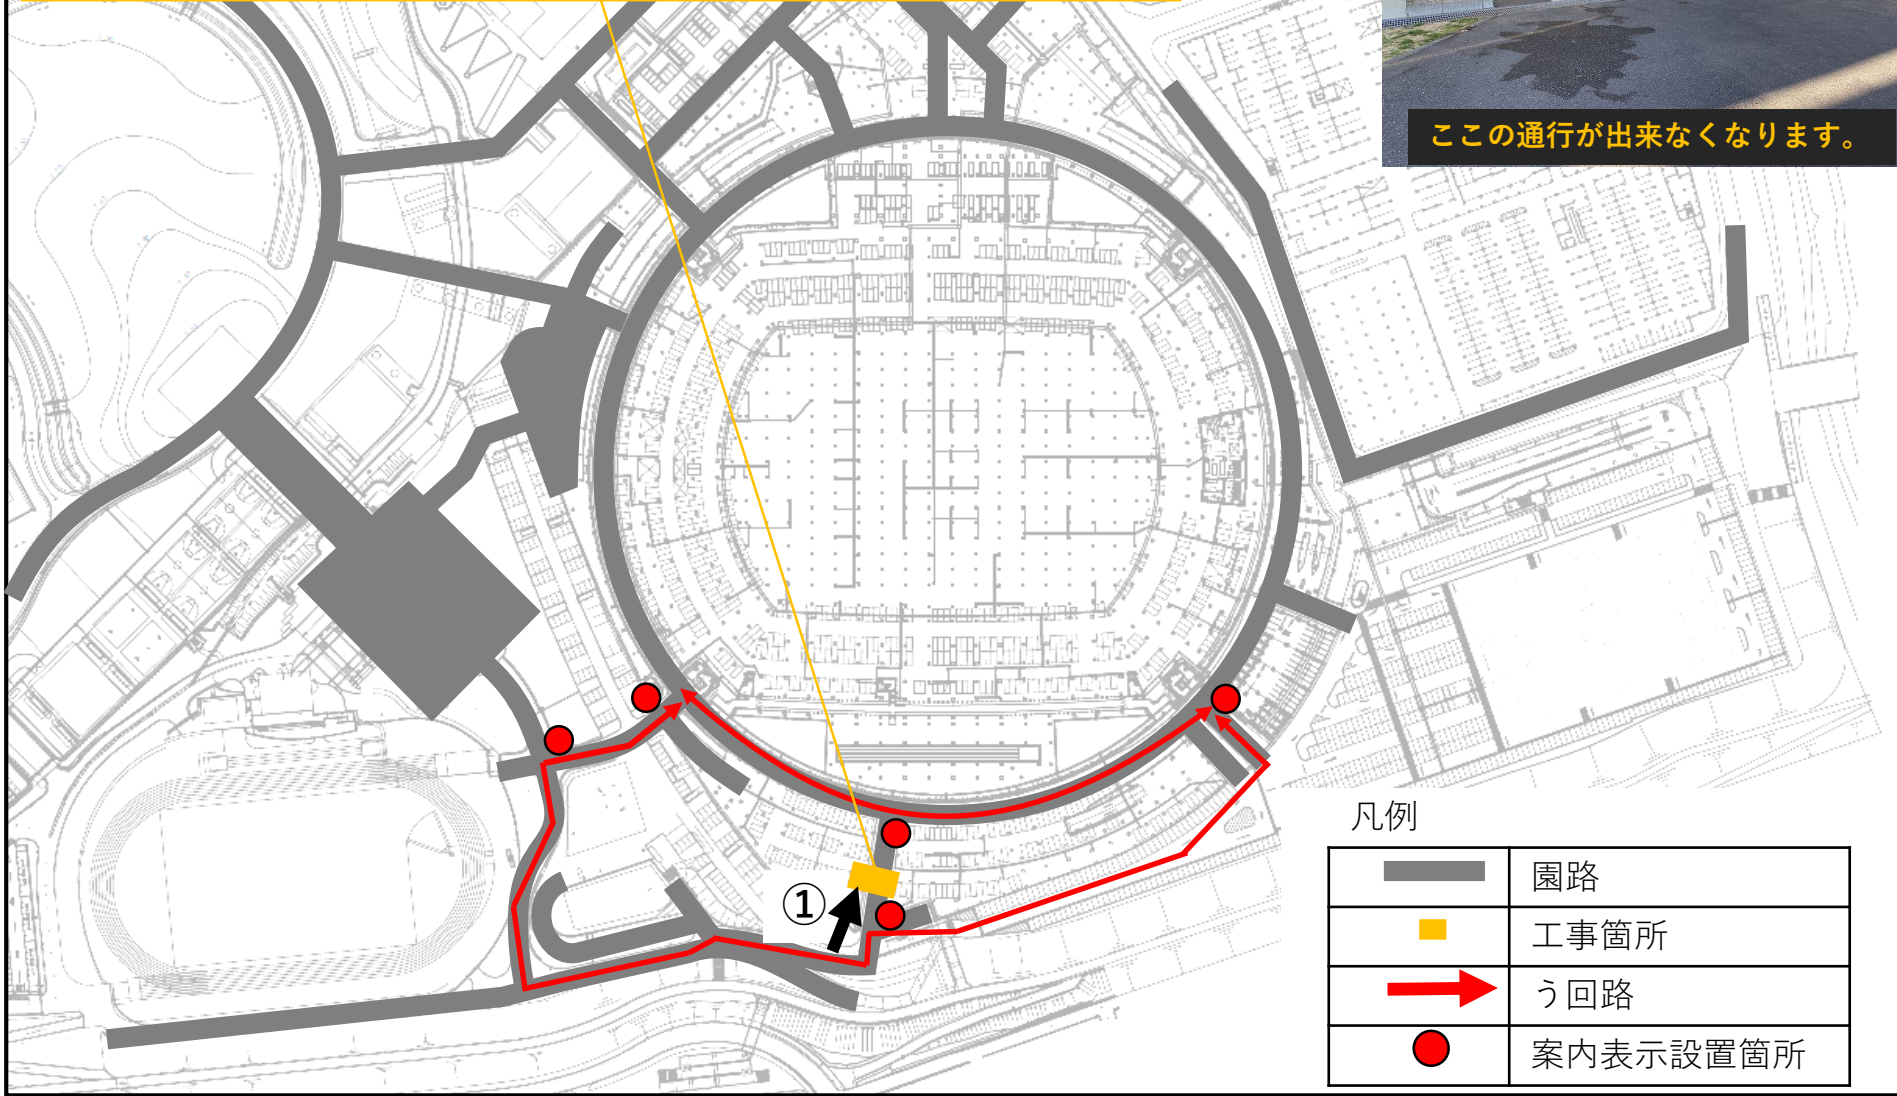 ここの通行が出来なくなります。
①
凡例
園路
工事箇所
う回路
案内表示設置箇所